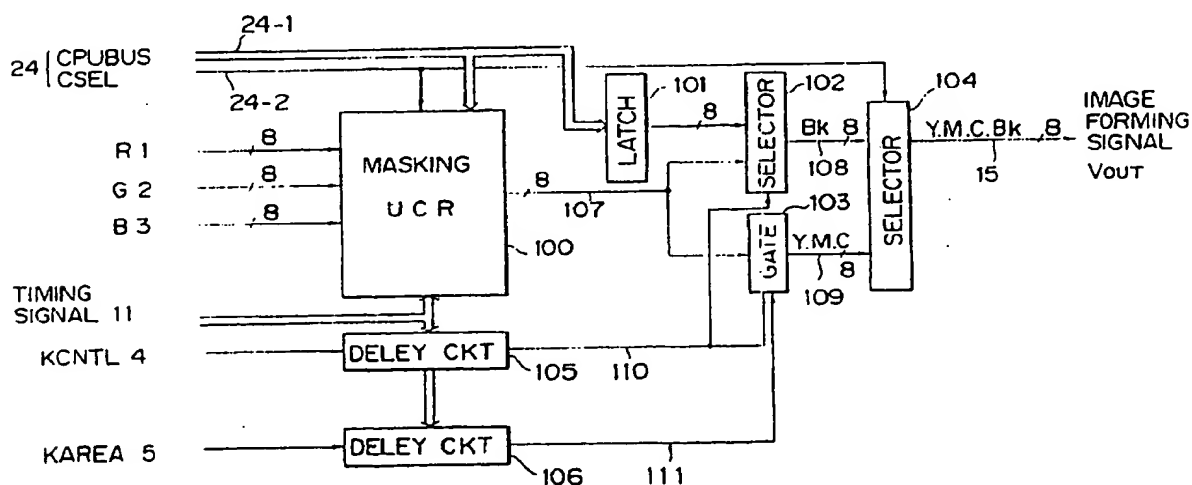 24-1
24 { CPUBUS
CSEL
24-2
R 1
8
G 2
8
B 3
8
MASKING
U C R
100
8
107
LATCH
101
8
SELECTOR
102
Bk 8
108
103
GATE
Y.M.C
8
109
SELECTOR
104
Y.M.C.Bk 8
15
IMAGE
FORMING
SIGNAL
VOUT
TIMING
SIGNAL 11
KCNTL 4
DELEY CKT
105
110
KAREA 5
DELEY CKT
106
111